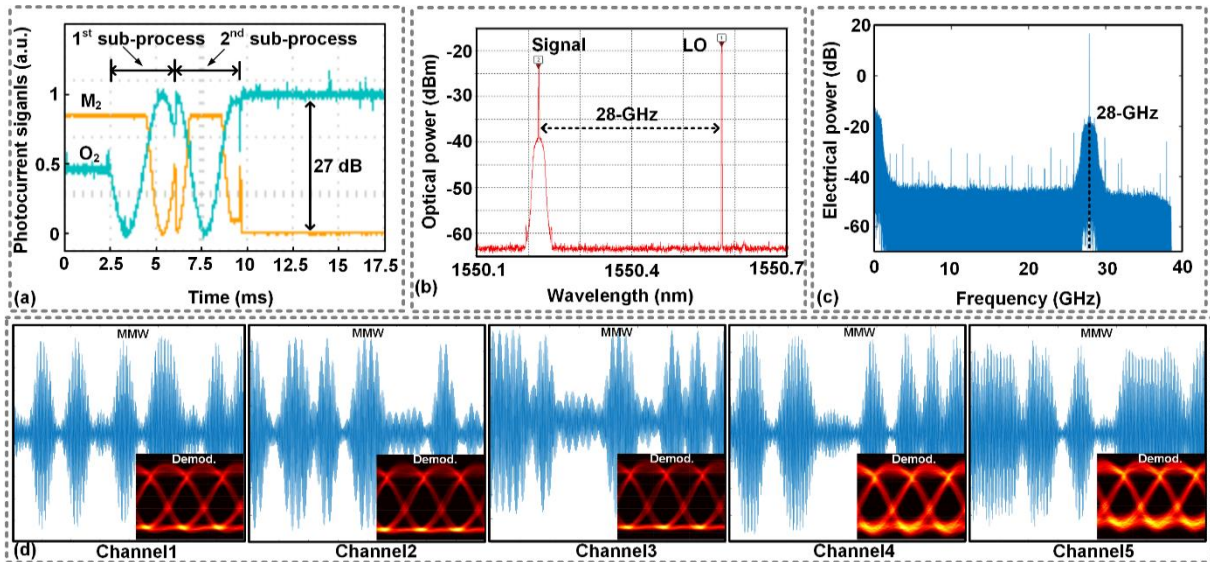 1st sub-process 2nd sub-process
Photocurrent siganls (a.u.)
1
0.5
0
M2
O2
27 dB
0 2.5 5 7.5 10 12.5 15 17.5
(a) Time (ms)
Signal LO
2 1
Optical power (dBm)
-20
-30
-40
-50
-60
28-GHz
1550.1 1550.4 1550.7
(b) Wavelength (nm)
Electrical power (dB)
20
0
-20
-40
-60
28-GHz
0 10 20 30 40
(c) Frequency (GHz)
MMW MMW MMW MMW MMW
Demod. Demod. Demod. Demod. Demod.
(d) Channel1 Channel2 Channel3 Channel4 Channel5